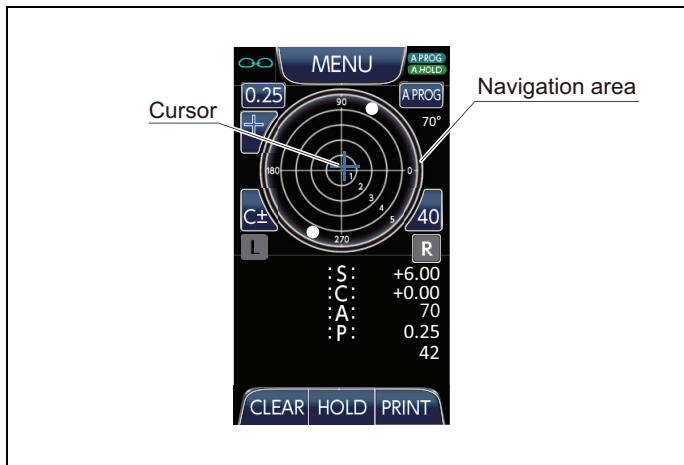 MENU
A PROG
A HOLD
0.25
A PROG
Navigation area
Cursor
90
70°
180
0
1
2
3
4
5
C±
40
270
L
R
:S: +6.00
:C: +0.00
:A: 70
:P: 0.25
42
CLEAR HOLD PRINT